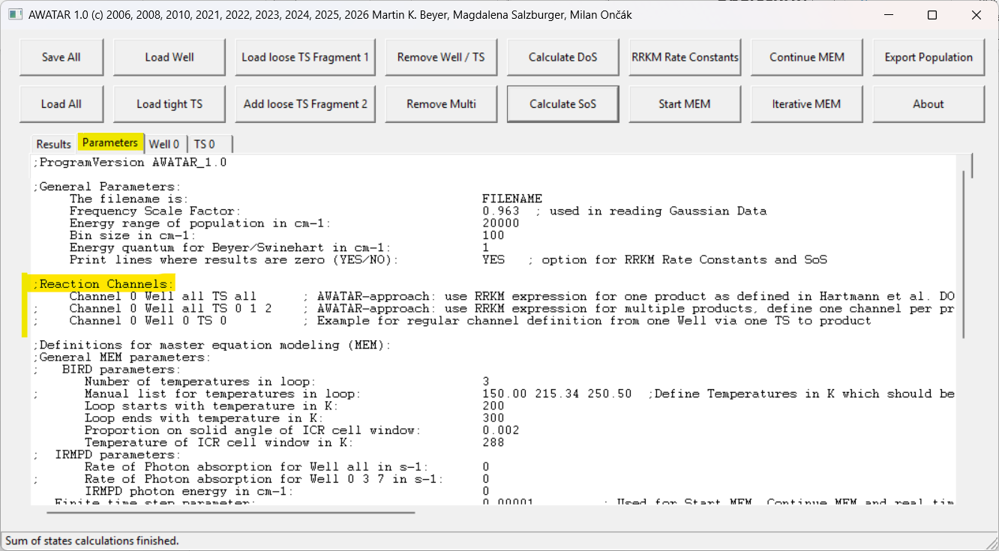 AWATAR 1.0 (c) 2006, 2008, 2010, 2021, 2022, 2023, 2024, 2025, 2026 Martin K. Beyer, Magdalena Salzburger, Milan Ončák
Save All Load Well Load loose TS Fragment 1 Remove Well / TS Calculate DoS RRKM Rate Constants Continue MEM Export Population
Load All Load tight TS Add loose TS Fragment 2 Remove Multi Calculate SoS Start MEM Iterative MEM About
Results Parameters Well 0 TS 0
;ProgramVersion AWATAR_1.0
;General Parameters:
The filename is: FILENAME
Frequency Scale Factor: 0.963 ; used in reading Gaussian Data
Energy range of population in cm-1: 20000
Bin size in cm-1: 100
Energy quantum for Beyer/Swinehart in cm-1: 1
Print lines where results are zero (YES/NO): YES ; option for RRKM Rate Constants and SoS
;Reaction Channels:
Channel 0 Well all TS all ; AWATAR-approach: use RRKM expression for one product as defined in Hartmann et al. DO
; Channel 0 Well all TS 0 1 2 ; AWATAR-approach: use RRKM expression for multiple products, define one channel per pr
; Channel 0 Well 0 TS 0 ; Example for regular channel definition from one Well via one TS to product
;Definitions for master equation modeling (MEM):
;General MEM parameters:
; BIRD parameters:
Number of temperatures in loop: 3
; Manual list for temperatures in loop: 150.00 215.34 250.50 ;Define Temperatures in K which should be
Loop starts with temperature in K: 200
Loop ends with temperature in K: 300
Proportion on solid angle of ICR cell window: 0.002
Temperature of ICR cell window in K: 288
; IRMPD parameters:
Rate of Photon absorption for Well all in s-1: 0
; Rate of Photon absorption for Well 0 3 7 in s-1: 0
IRMPD photon energy in cm-1: 0
Finite time step parameter: 0.00001 ; Used for Start MEM, Continue MEM and real tim
Sum of states calculations finished.